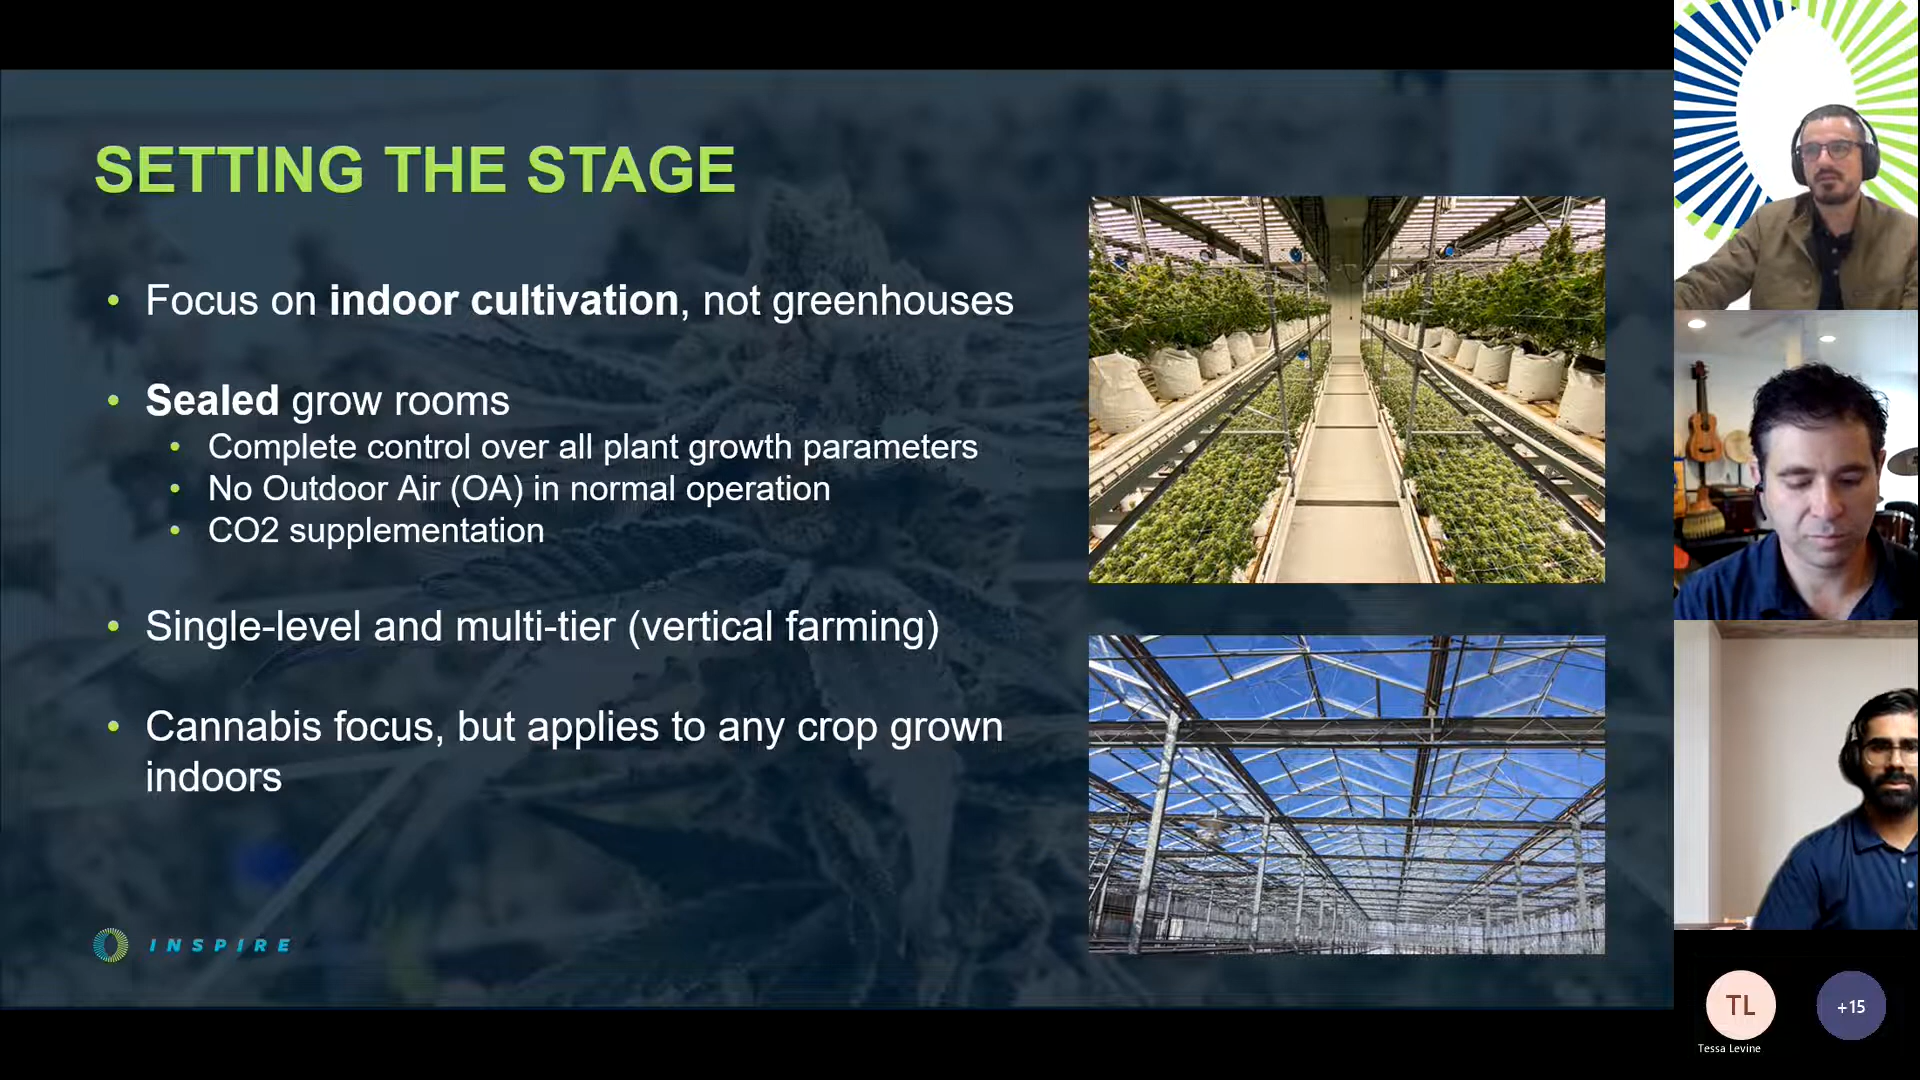 SETTING THE STAGE
• Focus on indoor cultivation, not greenhouses
• Sealed grow rooms
• Complete control over all plant growth parameters
• No Outdoor Air (OA) in normal operation
• CO2 supplementation
• Single-level and multi-tier (vertical farming)
• Cannabis focus, but applies to any crop grown
indoors
INSPIRE
TL
+15
Tessa Levine